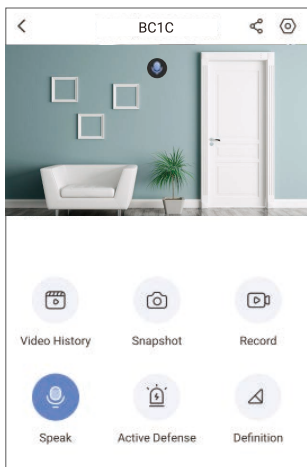 BC1C
Video History
Snapshot
Record
Speak
Active Defense
Definition